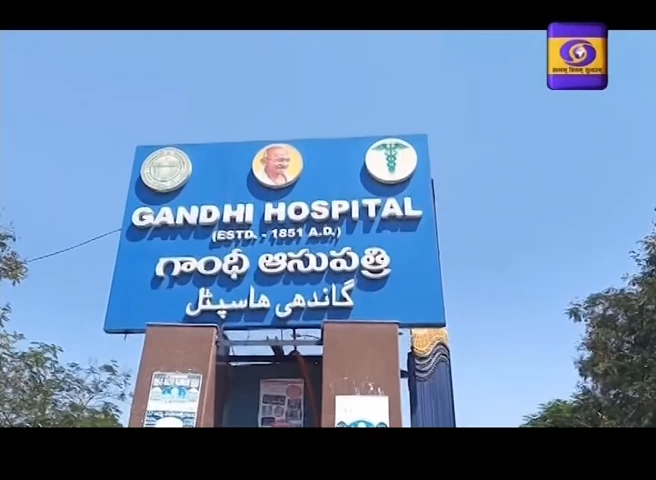 GANDHI HOSPITAL
(ESTD. - 1851 A.D.)
గాంధీ ఆసుపత్రి
گاندھی ہاسپٹل